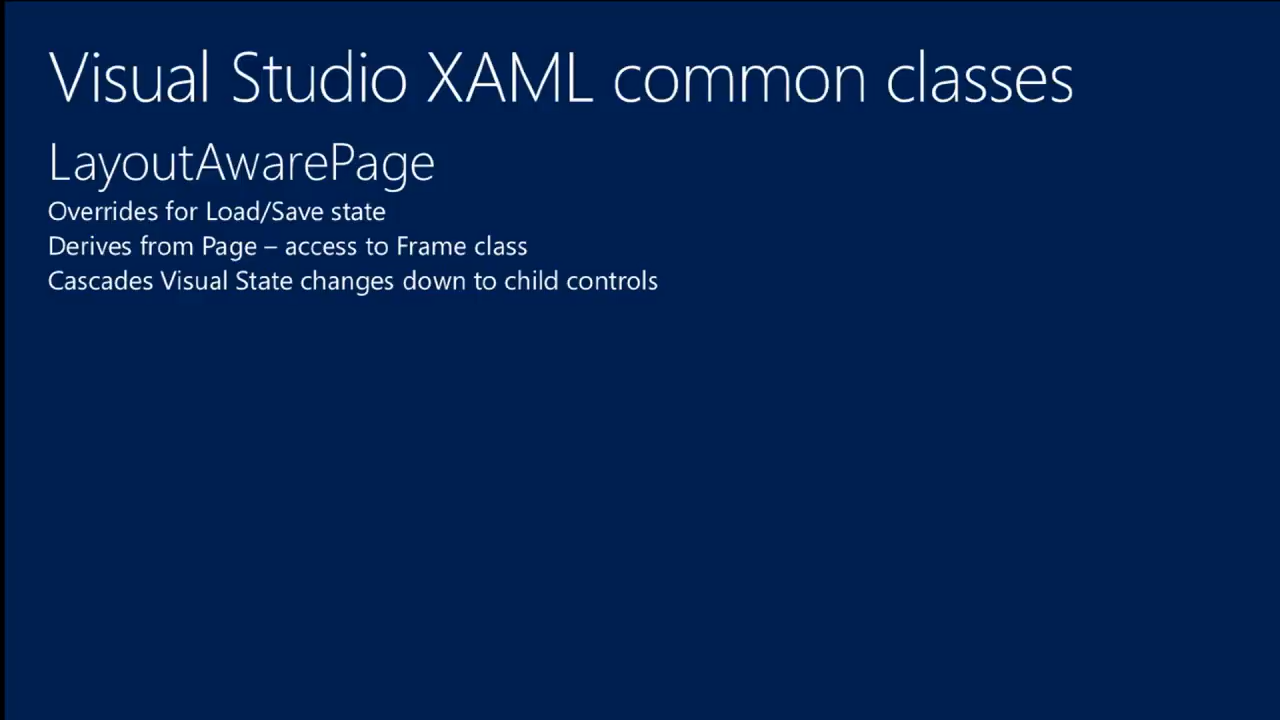 Visual Studio XAML common classes
LayoutAwarePage
Overrides for Load/Save state
Derives from Page – access to Frame class
Cascades Visual State changes down to child controls